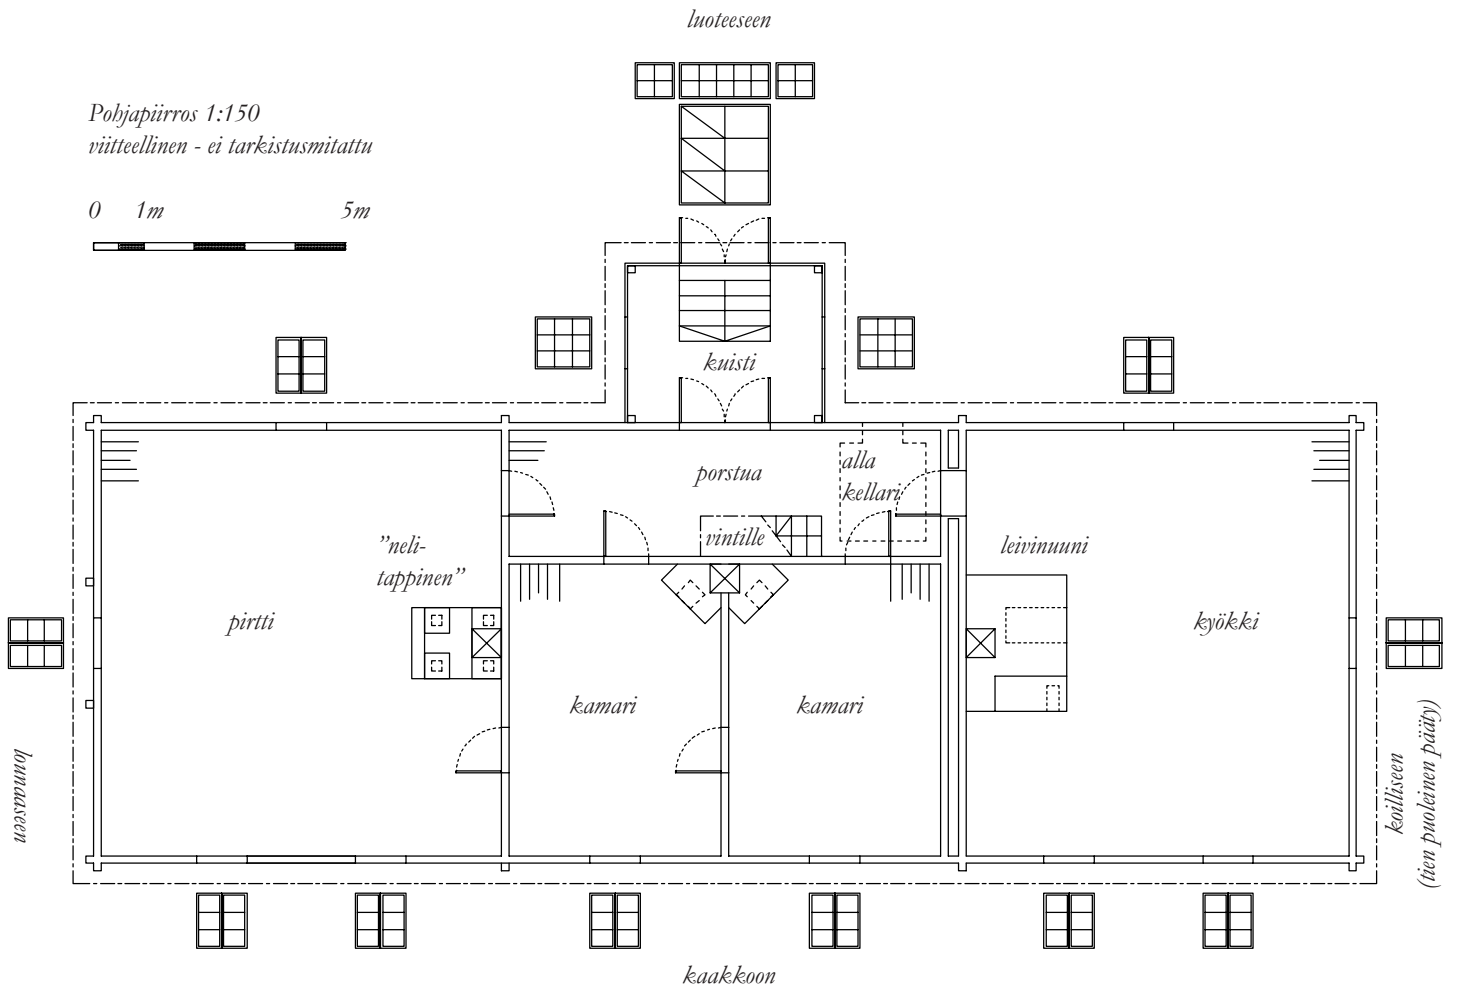 luoteeseen
Pohjapiirros 1:150
viitteellinen - ei tarkistusmitattu
0 1m 5m
kuisti
porstua
alla
kellari
vintille
"neli-
tappinen"
leivinuuni
pirtti
kyökki
kamari
kamari
lounaaseen
koilliseen
(tien puoleinen pääty)
kaakkoon